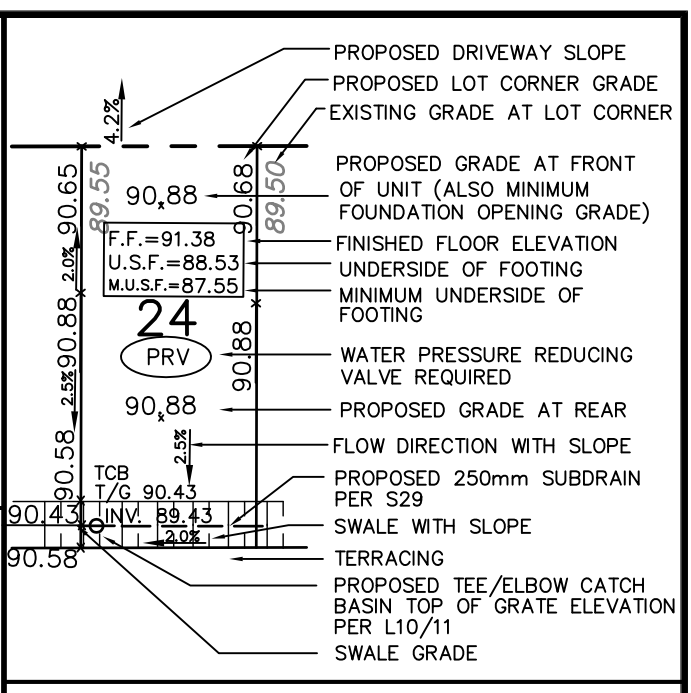 PROPOSED DRIVEWAY SLOPE
4.2%
PROPOSED LOT CORNER GRADE
EXISTING GRADE AT LOT CORNER
90.65
89.55
90.88
90.68
89.50
PROPOSED GRADE AT FRONT
OF UNIT (ALSO MINIMUM
FOUNDATION OPENING GRADE)
F.F.=91.38
U.S.F.=88.53
M.U.S.F.=87.55
FINISHED FLOOR ELEVATION
UNDERSIDE OF FOOTING
MINIMUM UNDERSIDE OF
FOOTING
2.0%
24
PRV
90.88
90.88
WATER PRESSURE REDUCING
VALVE REQUIRED
2.5%
90.88
PROPOSED GRADE AT REAR
2.5%
FLOW DIRECTION WITH SLOPE
90.58
TCB
T/G 90.43
INV. 89.43
PROPOSED 250mm SUBDRAIN
PER S29
90.43
2.0%
SWALE WITH SLOPE
90.58
TERRACING
PROPOSED TEE/ELBOW CATCH
BASIN TOP OF GRATE ELEVATION
PER L10/11
SWALE GRADE